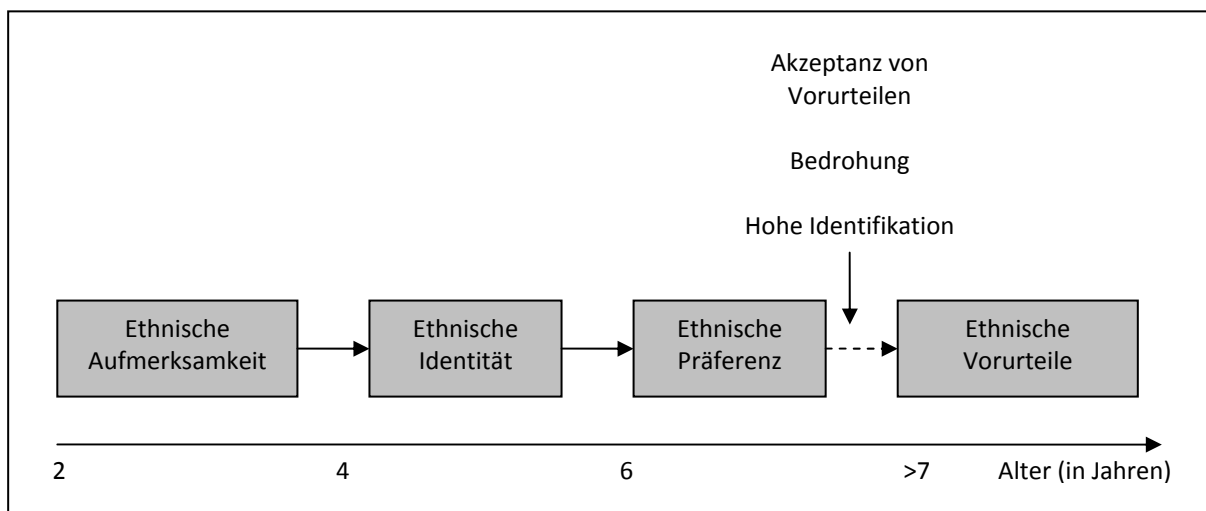 Akzeptanz von
Vorurteilen
Bedrohung
Hohe Identifikation
Ethnische
Aufmerksamkeit
Ethnische
Identität
Ethnische
Präferenz
Ethnische
Vorurteile
2
4
6
>7
Alter (in Jahren)